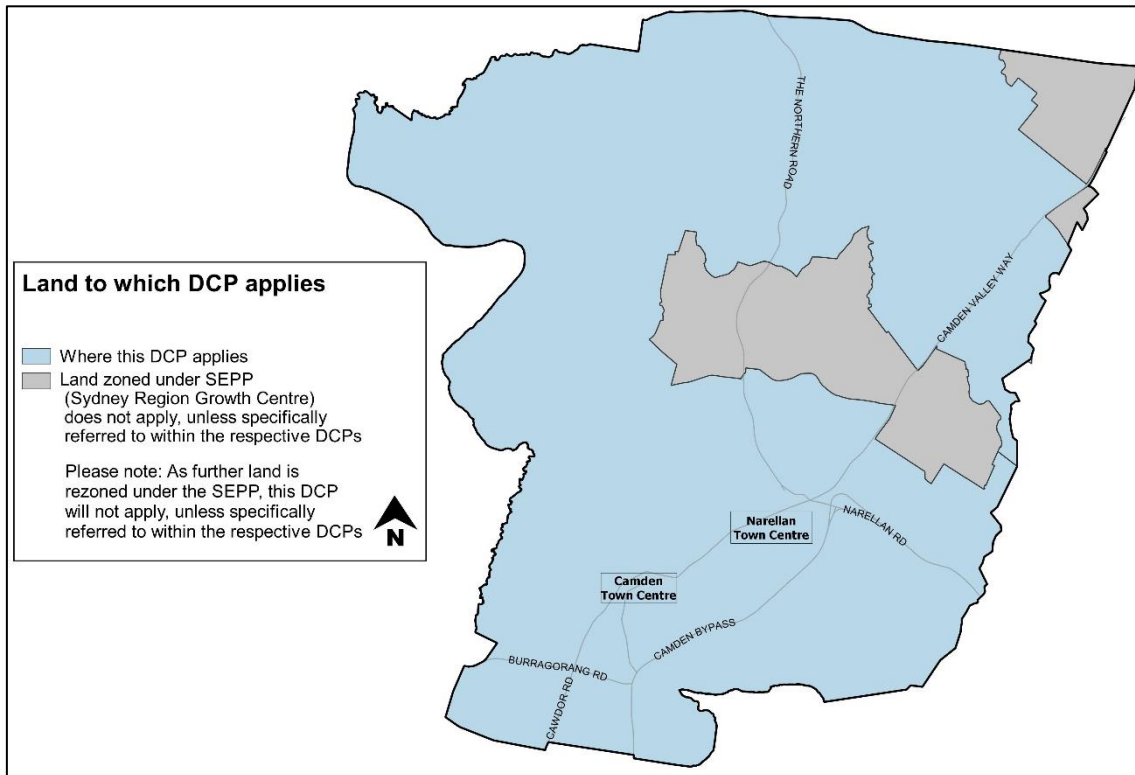 THE NORTHERN ROAD
CAMDEN VALLEY WAY
Land to which DCP applies
Where this DCP applies
Land zoned under SEPP
(Sydney Region Growth Centre)
does not apply, unless specifically
referred to within the respective DCPs
Please note: As further land is
rezoned under the SEPP, this DCP
will not apply, unless specifically
referred to within the respective DCPs
N
Narellan
Town Centre
NARELLAN RD
Camden
Town Centre
CAMDEN BYPASS
BURRAGORANG RD
CAWDOR RD